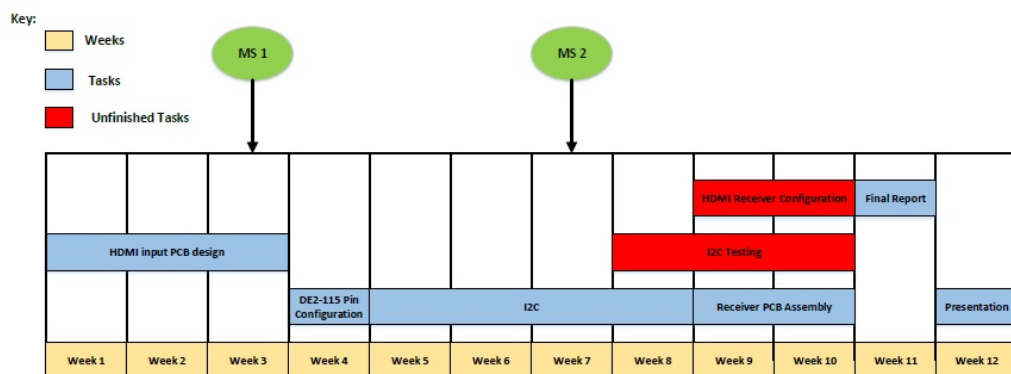 Key:
Weeks
Tasks
Unfinished Tasks
MS 1
MS 2
HDMI Receiver Configuration
Final Report
HDMI input PCB design
I2C Testing
DE2-115 Pin
Configuration
I2C
Receiver PCB Assembly
Presentation
Week 1
Week 2
Week 3
Week 4
Week 5
Week 6
Week 7
Week 8
Week 9
Week 10
Week 11
Week 12